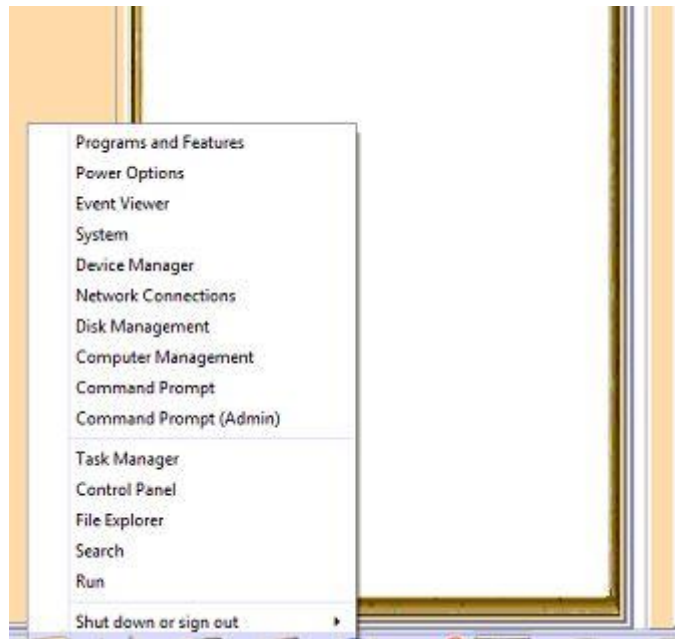 Programs and Features
Power Options
Event Viewer
System
Device Manager
Network Connections
Disk Management
Computer Management
Command Prompt
Command Prompt (Admin)
Task Manager
Control Panel
File Explorer
Search
Run
Shut down or sign out